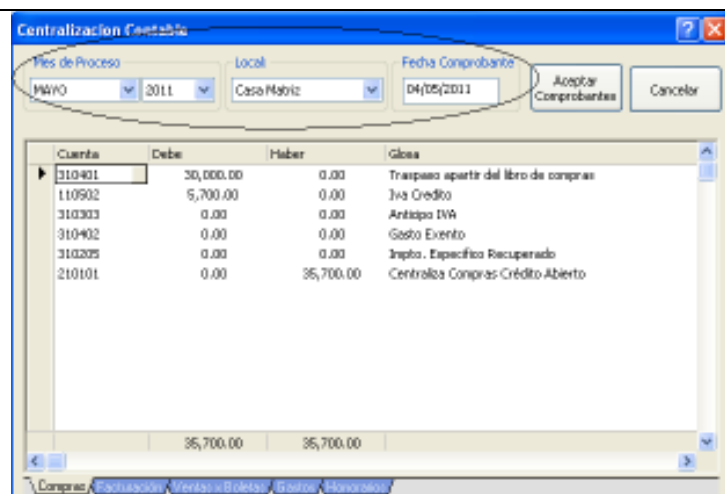 Centralizacion Contable
Mes de Proceso Local Fecha Comprobante
MAYO 2011 Casa Matriz 04/05/2011 Aceptar Comprobantes Cancelar
Cuenta Debe Haber Glosa
310401 30,000.00 0.00 Traspaso apartir del libro de compras
110502 5,700.00 0.00 Iva Credito
310303 0.00 0.00 Anticipo IVA
310402 0.00 0.00 Gasto Exento
310205 0.00 0.00 Impto. Especifico Recuperado
210101 0.00 35,700.00 Centraliza Compras Crédito Abierto
35,700.00 35,700.00
Compras Facturación Ventas x Boletas Gastos Honorarios